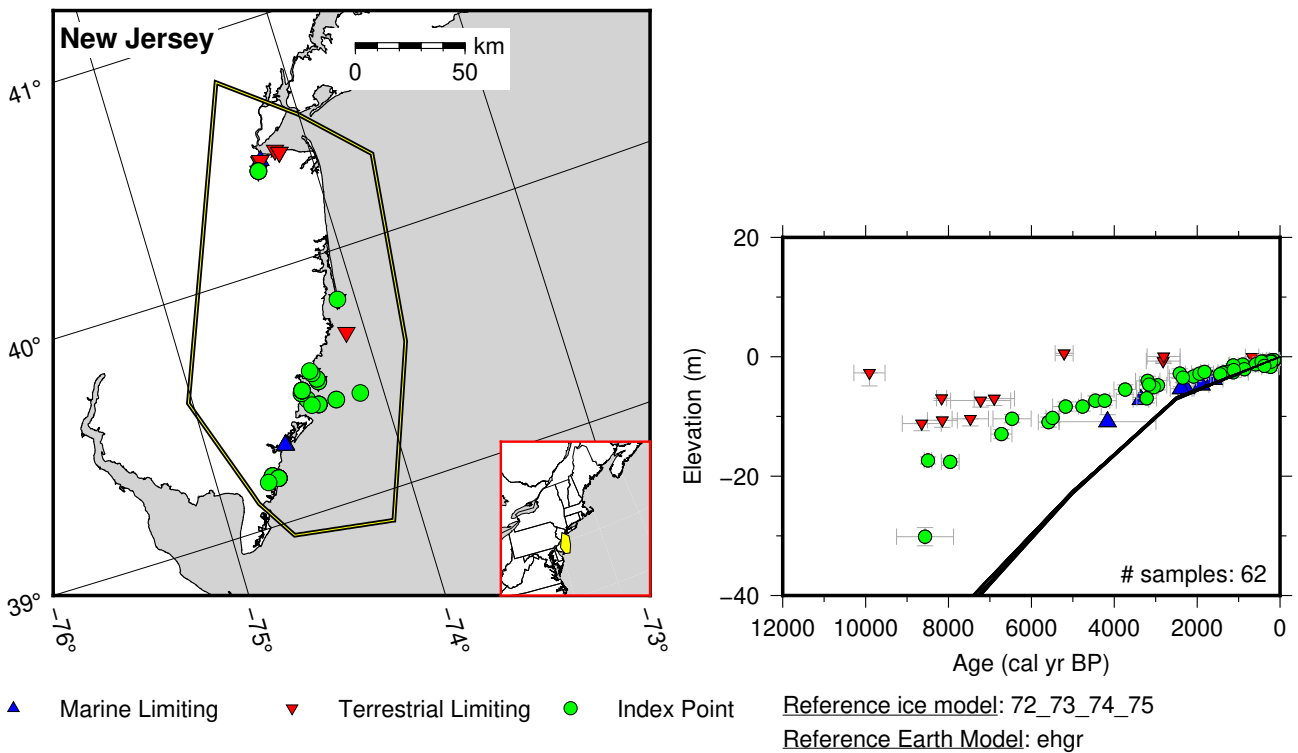 New Jersey
km
0 50
41°
40°
39°
-76°
-75°
-74°
-73°
20
0
-20
-40
Elevation (m)
# samples: 62
12000 10000 8000 6000 4000 2000 0
Age (cal yr BP)
Marine Limiting Terrestrial Limiting Index Point
Reference ice model: 72_73_74_75
Reference Earth Model: ehgr